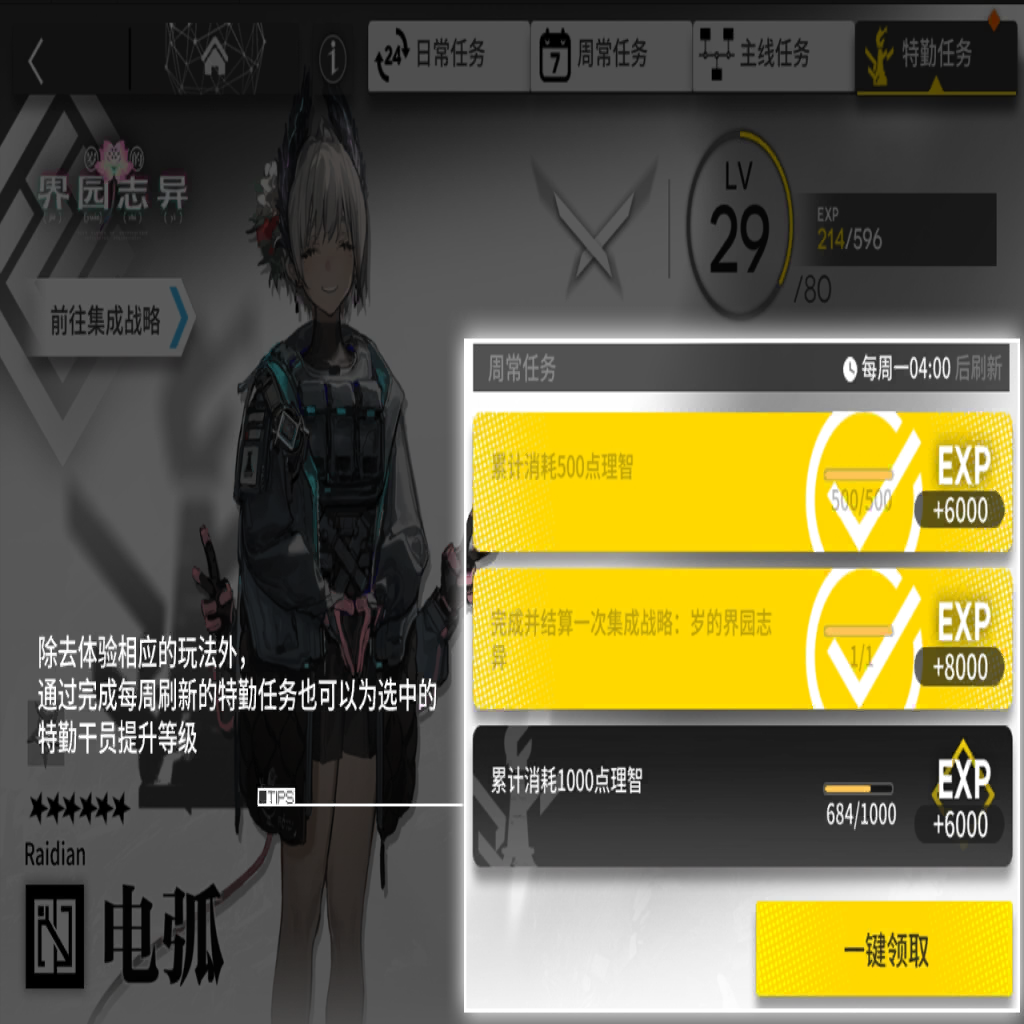 24
日常任务
7
周常任务
主线任务
特勤任务
岁的
界园志异
前往集成战略
LV
29
/80
EXP
214/596
周常任务
每周一04:00 后刷新
累计消耗500点理智
500/500
EXP
+6000
完成并结算一次集成战略：岁的界园志
异
1/1
EXP
+8000
累计消耗1000点理智
684/1000
EXP
+6000
一键领取
除去体验相应的玩法外，
通过完成每周刷新的特勤任务也可以为选中的
特勤干员提升等级
TIPS
Raidian
电弧